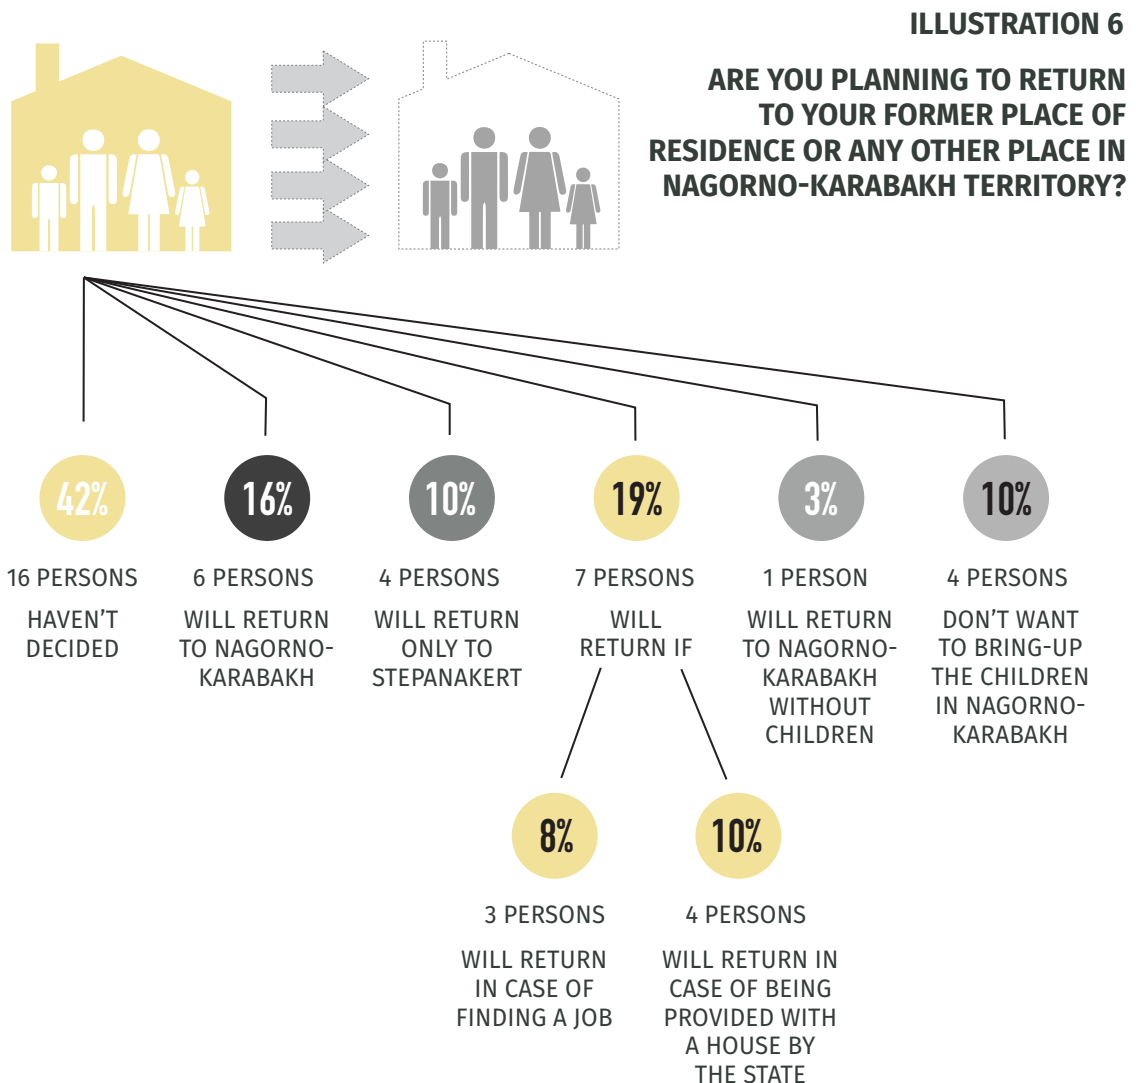 ILLUSTRATION 6
ARE YOU PLANNING TO RETURN
TO YOUR FORMER PLACE OF
RESIDENCE OR ANY OTHER PLACE IN
NAGORNO-KARABAKH TERRITORY?
42%
16 PERSONS
HAVEN'T
DECIDED
16%
6 PERSONS
WILL RETURN
TO NAGORNO-
KARABAKH
10%
4 PERSONS
WILL RETURN
ONLY TO
STEPANAKERT
19%
7 PERSONS
WILL
RETURN IF
3%
1 PERSON
WILL RETURN
TO NAGORNO-
KARABAKH
WITHOUT
CHILDREN
10%
4 PERSONS
DON'T WANT
TO BRING-UP
THE CHILDREN
IN NAGORNO-
KARABAKH
8%
3 PERSONS
WILL RETURN
IN CASE OF
FINDING A JOB
10%
4 PERSONS
WILL RETURN IN
CASE OF BEING
PROVIDED WITH
A HOUSE BY
THE STATE